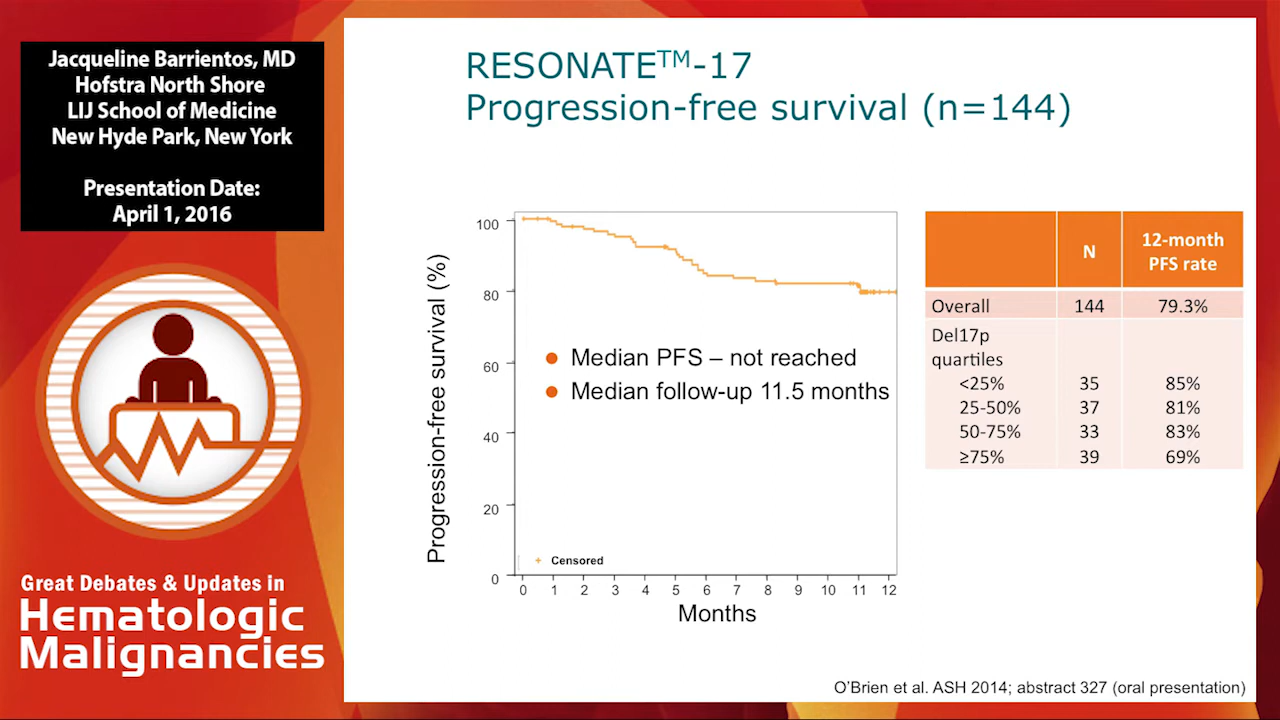 Jacqueline Barrientos, MD
Hofstra North Shore
LIJ School of Medicine
New Hyde Park, New York
Presentation Date:
April 1, 2016
Great Debates & Updates in
Hematologic
Malignancies
RESONATE™-17
Progression-free survival (n=144)
Progression-free survival (%)
100
80
60
40
20
0
Median PFS – not reached
Median follow-up 11.5 months
+ Censored
0 1 2 3 4 5 6 7 8 9 10 11 12
Months
N 12-month PFS rate
Overall 144 79.3%
Del17p
quartiles
<25% 35 85%
25-50% 37 81%
50-75% 33 83%
≥75% 39 69%
O'Brien et al. ASH 2014; abstract 327 (oral presentation)